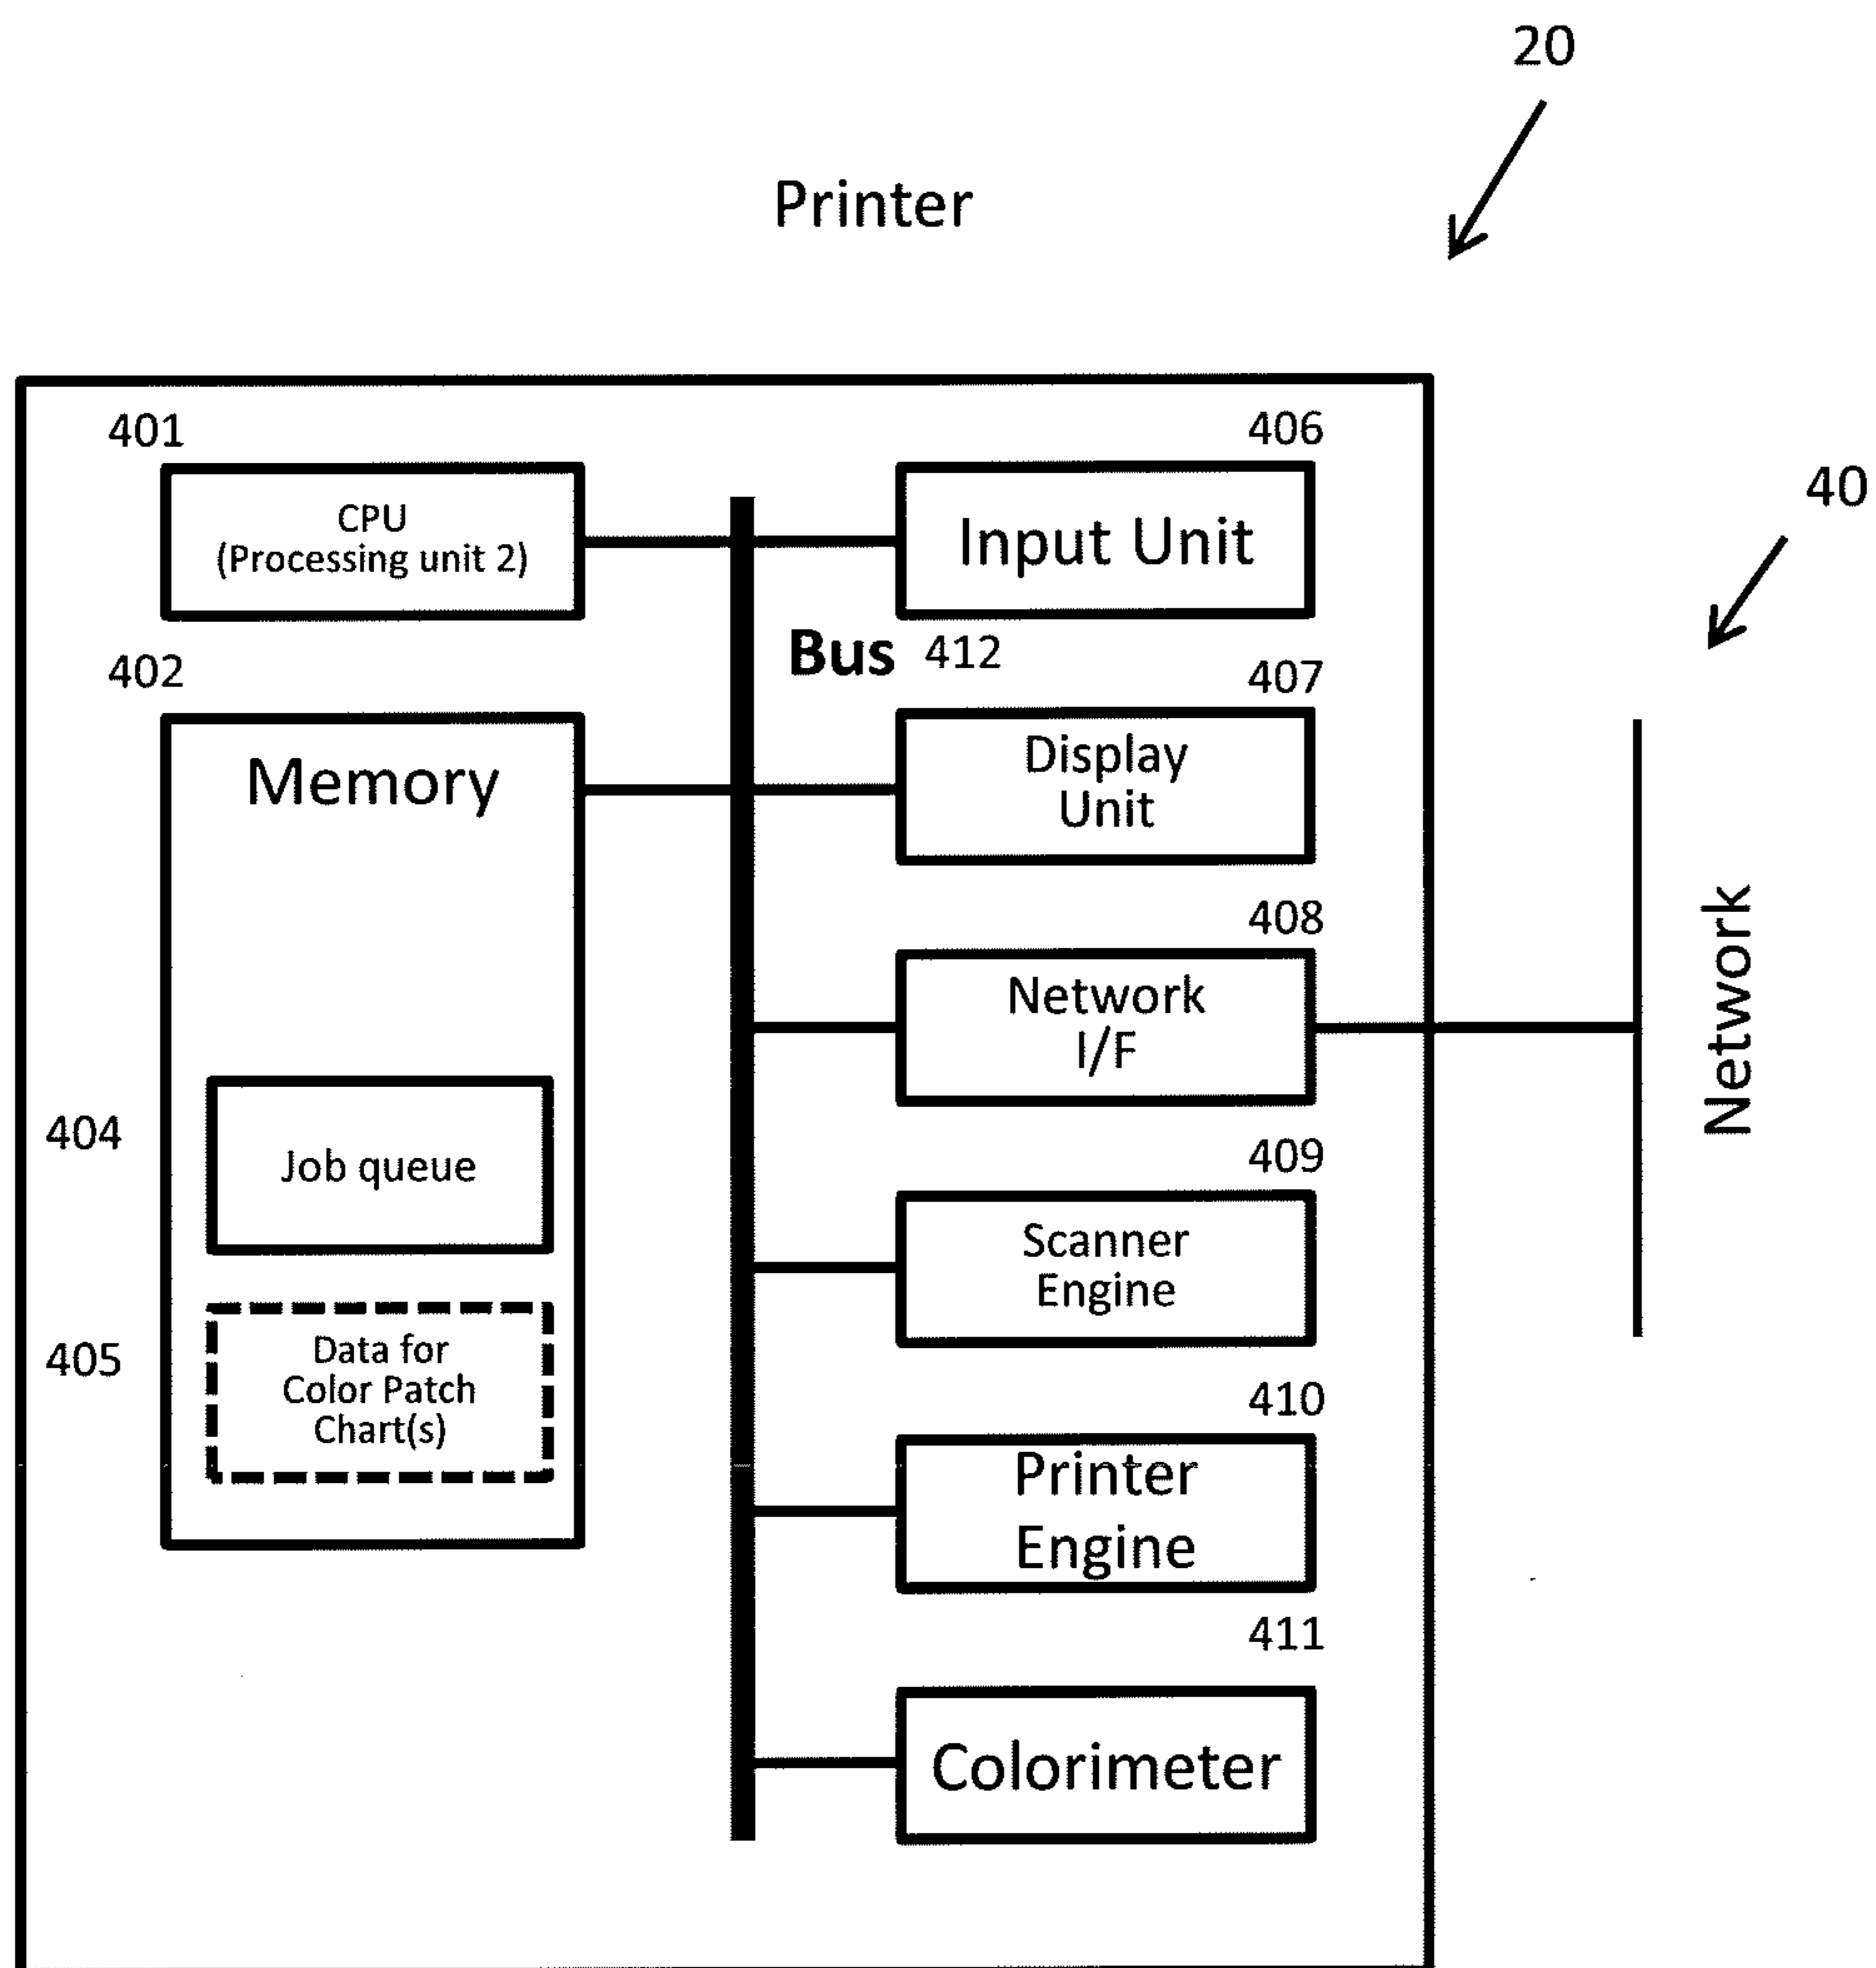 20
Printer
401
406
CPU
(Processing unit 2)
Input Unit
40
Bus 412
402
407
Memory
Display
Unit
408
Network
I/F
Network
404
Job queue
409
Scanner
Engine
405
Data for
Color Patch
Chart(s)
410
Printer
Engine
411
Colorimeter